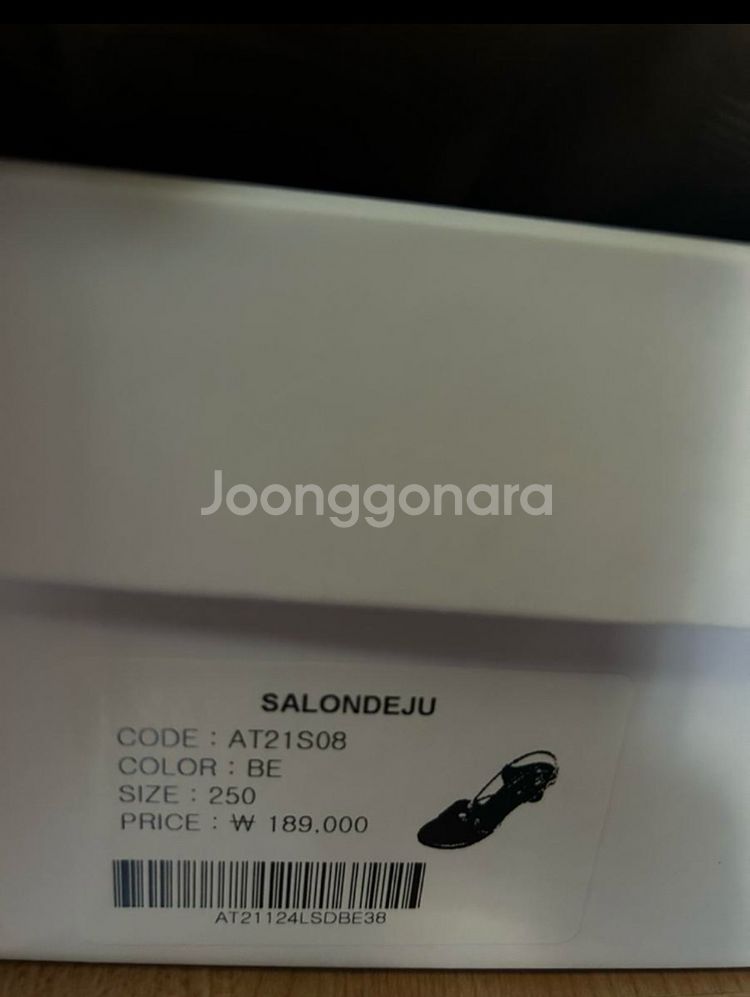 Joonggonara
SALONDEJU
CODE : AT21S08
COLOR : BE
SIZE : 250
PRICE : ₩ 189.000
AT21124LSDBE38